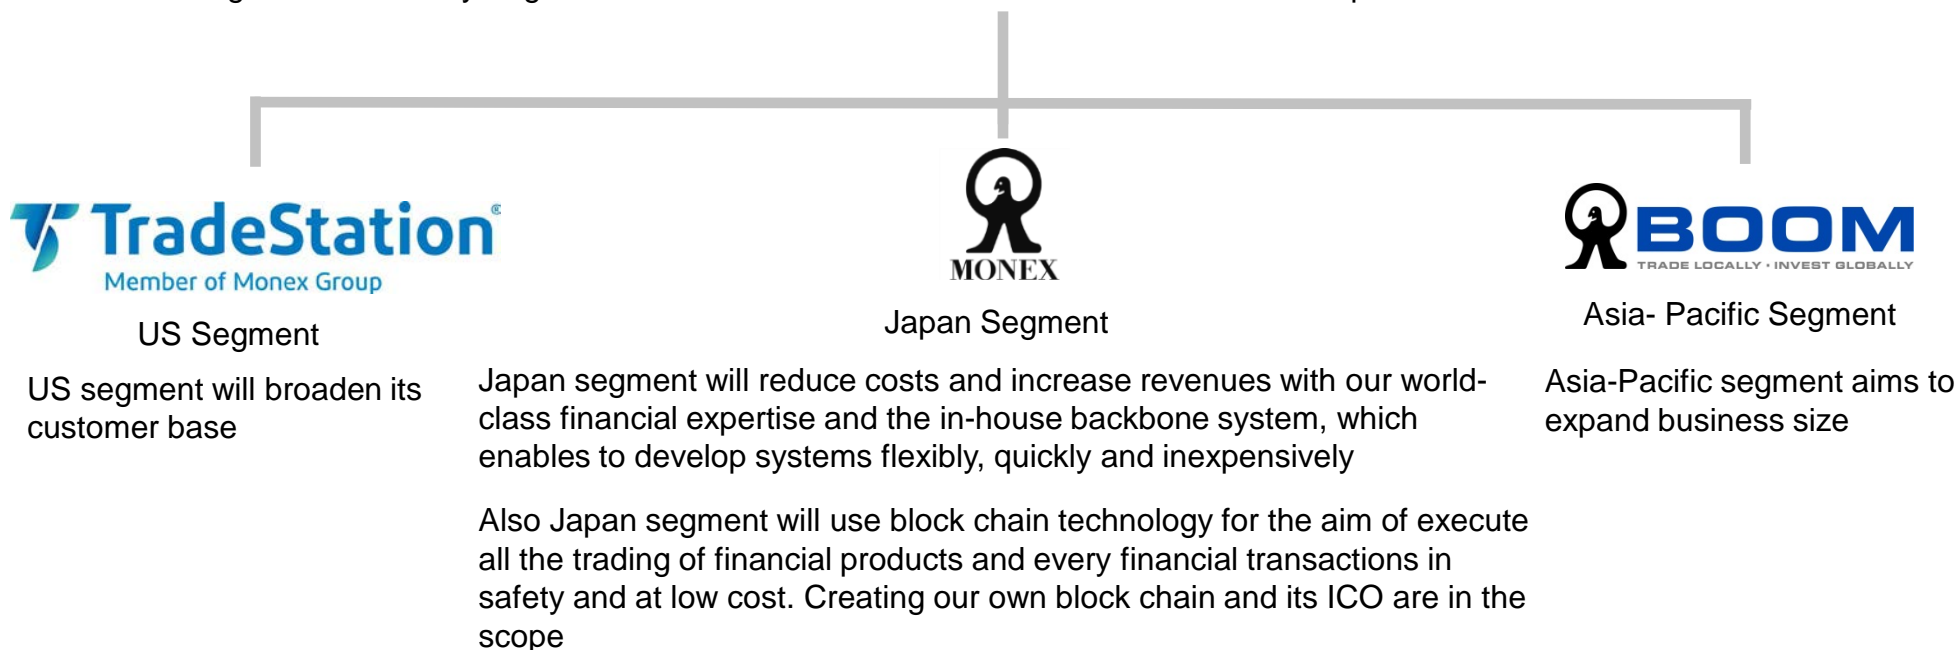 TradeStation®
Member of Monex Group
US Segment
US segment will broaden its
customer base
MONEX
Japan Segment
Japan segment will reduce costs and increase revenues with our world-
class financial expertise and the in-house backbone system, which
enables to develop systems flexibly, quickly and inexpensively
Also Japan segment will use block chain technology for the aim of execute
all the trading of financial products and every financial transactions in
safety and at low cost. Creating our own block chain and its ICO are in the
scope
BOOM
TRADE LOCALLY · INVEST GLOBALLY
Asia- Pacific Segment
Asia-Pacific segment aims to
expand business size